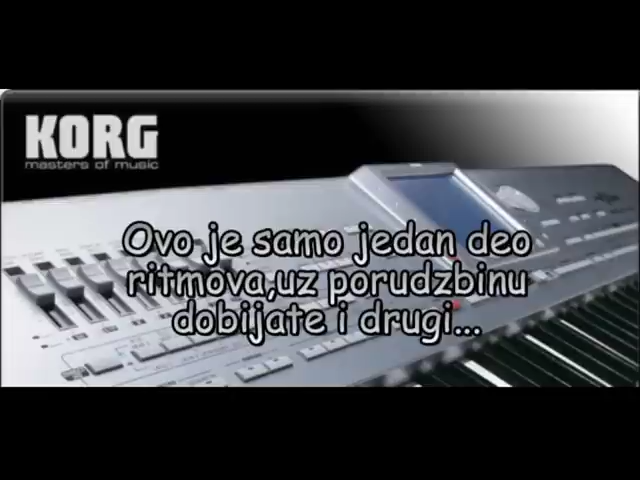 KORG
masters of music
Ovo je samo jedan deo
ritmova,uz porudzbinu
dobijate i drugi...